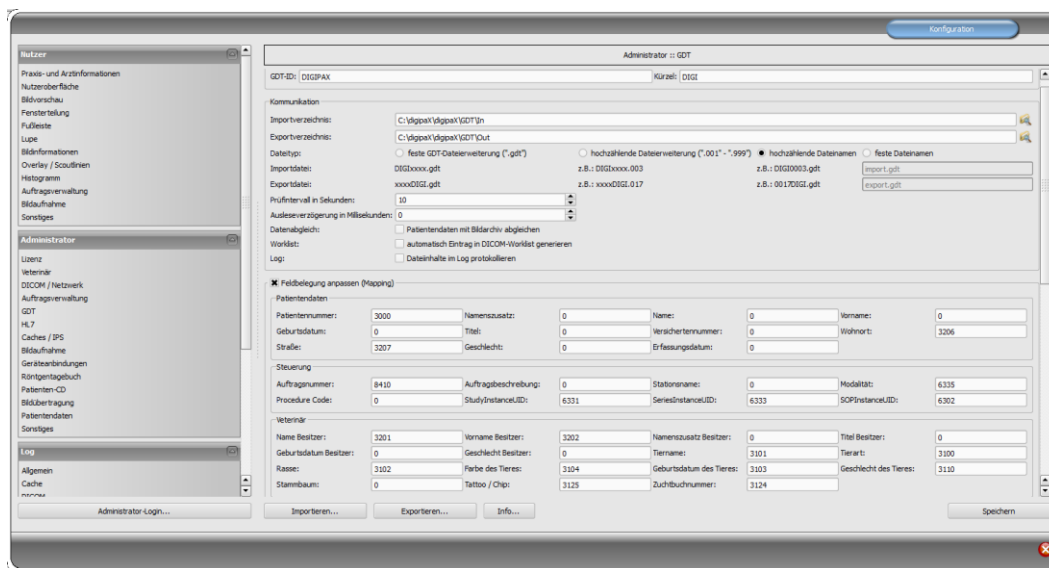 Konfiguration
Nutzer
Praxis- und Arztinformationen
Nutzeroberfläche
Bildvorschau
Fensterteilung
Fußleiste
Lupe
Bildinformationen
Overlay / Scoutlinien
Histogramm
Auftragsverwaltung
Bildaufnahme
Sonstiges
Administrator
Lizenz
Veterinär
DICOM / Netzwerk
Auftragsverwaltung
GDT
HL7
Caches / IPS
Bildaufnahme
Geräteanbindungen
Röntgentagebuch
Patienten-CD
Bildübertragung
Patientendaten
Sonstiges
Log
Allgemein
Cache
DICOM
Administrator-Login...
Administrator :: GDT
GDT-ID: DIGIPAX Kürzel: DIGI
Kommunikation
Importverzeichnis: C:\digipaX\digipaX\GDT\In
Exportverzeichnis: C:\digipaX\digipaX\GDT\Out
Dateityp: feste GDT-Dateierweiterung (".gdt") hochzählende Dateierweiterung (".001" - ".999") hochzählende Dateinamen feste Dateinamen
Importdatei: DIGIxxxx.gdt z.B.: DIGIxxxx.003 z.B.: DIGI0003.gdt import.gdt
Exportdatei: xxxxDIGI.gdt z.B.: xxxxDIGI.017 z.B.: 0017DIGI.gdt export.gdt
Prüfintervall in Sekunden: 10
Ausleseverzögerung in Millisekunden: 0
Datenabgleich: Patientendaten mit Bildarchiv abgleichen
Worklist: automatisch Eintrag in DICOM-Worklist generieren
Log: Dateiinhalte im Log protokollieren
Feldbelegung anpassen (Mapping)
Patientendaten
Patientennummer: 3000 Namenszusatz: 0 Name: 0 Vorname: 0
Geburtsdatum: 0 Titel: 0 Versichertennummer: 0 Wohnort: 3206
Straße: 3207 Geschlecht: 0 Erfassungsdatum: 0
Steuerung
Auftragsnummer: 8410 Auftragsbeschreibung: 0 Stationsname: 0 Modalität: 6335
Procedure Code: 0 StudyInstanceUID: 6331 SeriesInstanceUID: 6333 SOPInstanceUID: 6302
Veterinär
Name Besitzer: 3201 Vorname Besitzer: 3202 Namenszusatz Besitzer: 0 Titel Besitzer: 0
Geburtsdatum Besitzer: 0 Geschlecht Besitzer: 0 Tiername: 3101 Tierart: 3100
Rasse: 3102 Farbe des Tieres: 3104 Geburtsdatum des Tieres: 3103 Geschlecht des Tieres: 3110
Stammbaum: 0 Tattoo / Chip: 3125 Zuchtbuchnummer: 3124
Importieren... Exportieren... Info... Speichern